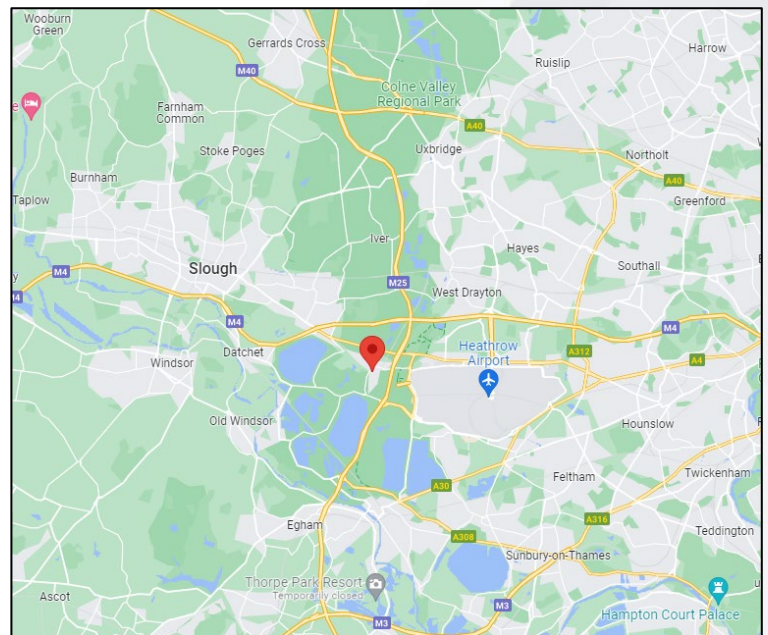 Wooburn
Green
Gerrards Cross
Harrow
Ruislip
M40
Colne Valley
Regional Park
Farnham
Common
A40
Stoke Poges
Uxbridge
Northolt
Burnham
A40
Taplow
Greenford
Iver
Hayes
Slough
Southall
M4
M25
West Drayton
M4
M4
Heathrow
Airport
A312
A4
Datchet
Windsor
Old Windsor
Hounslow
Feltham
Twickenham
A30
A316
Egham
A308
Teddington
Sunbury-on-Thames
Thorpe Park Resort
Temporarily closed
Ascot
M3
Hampton Court Palace
M3